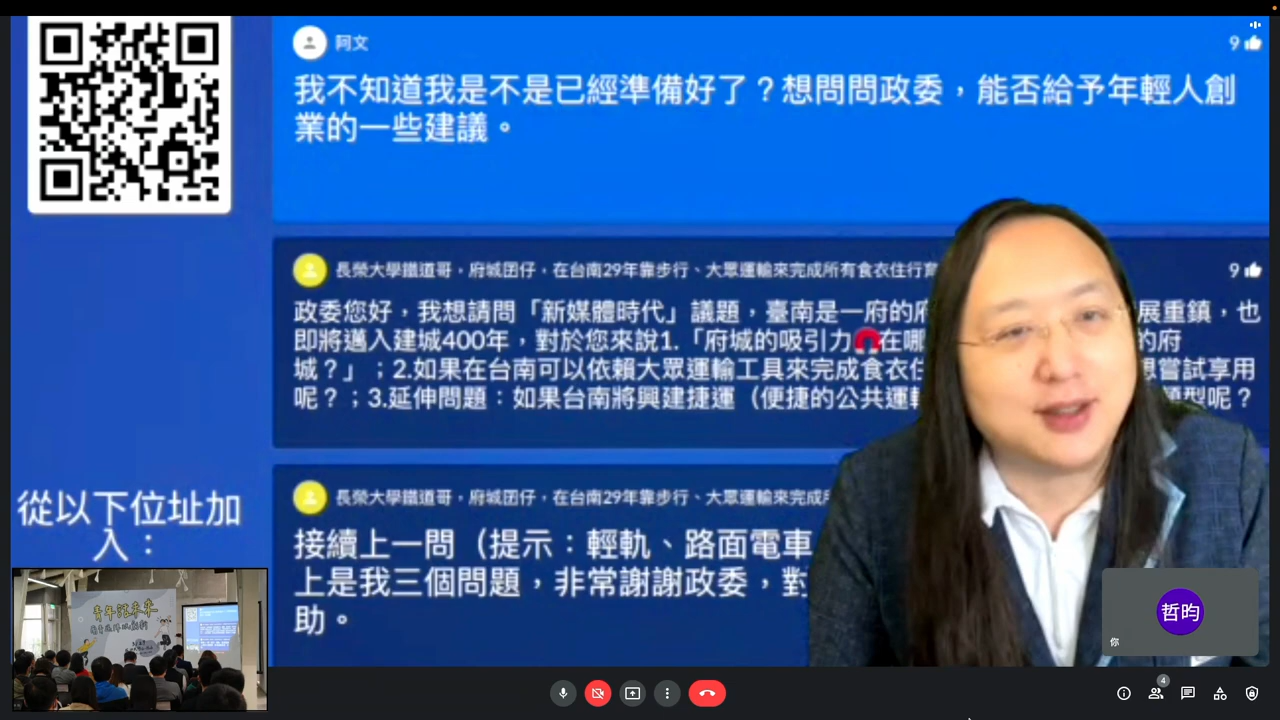 阿文
9
我不知道我是不是已經準備好了？想問問政委，能否給予年輕人創
業的一些建議。
長榮大學鐵道哥，府城囝仔，在台南29年靠步行、大眾運輸來完成所有食衣住行
9
政委您好，我想請問「新媒體時代」議題，臺南是一府的 展重鎮，也
即將邁入建城400年，對於您來說1.「府城的吸引力🧲在哪 的府
城？」；2.如果在台南可以依賴大眾運輸工具來完成食衣 想嘗試享用
呢？；3.延伸問題：如果台南將興建捷運（便捷的公共運 類型呢？
長榮大學鐵道哥，府城囝仔，在台南29年靠步行、大眾運輸來完成
接續上一問（提示：輕軌、路面電車
上是我三個問題，非常謝謝政委，對
助。
從以下位址加
入：
青年談未來
哲昀
你
4